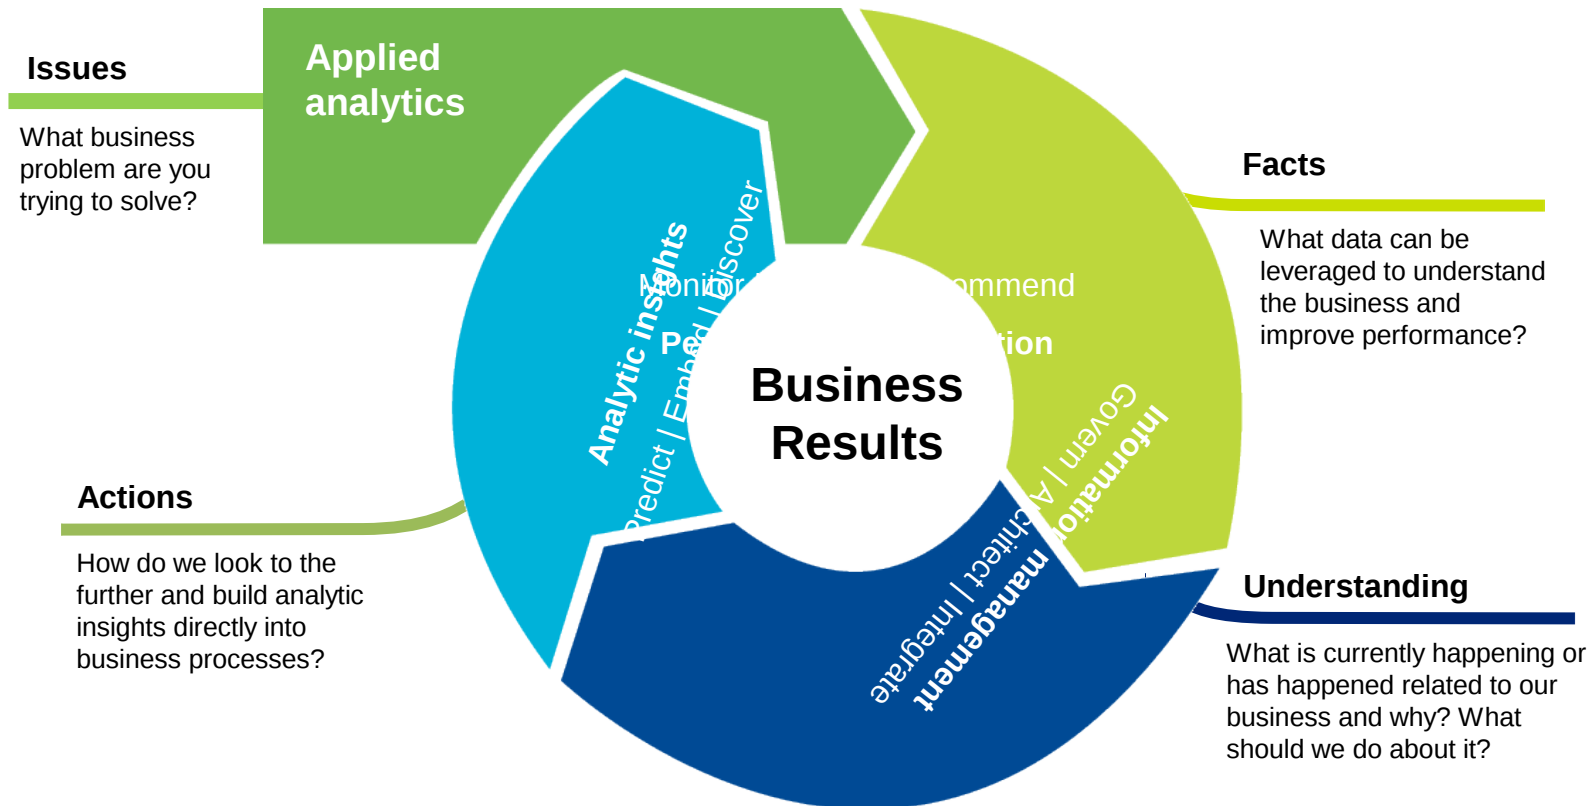 Issues
What business
problem are you
trying to solve?
Applied
analytics
Facts
What data can be
leveraged to understand
the business and
improve performance?
Understanding
What is currently happening or
has happened related to our
business and why? What
should we do about it?
Actions
How do we look to the
further and build analytic
insights directly into
business processes?
Analytic insights
Predict | Embed | Discover
Monitor
Information management
Govern | Architect | Integrate
Business
Results